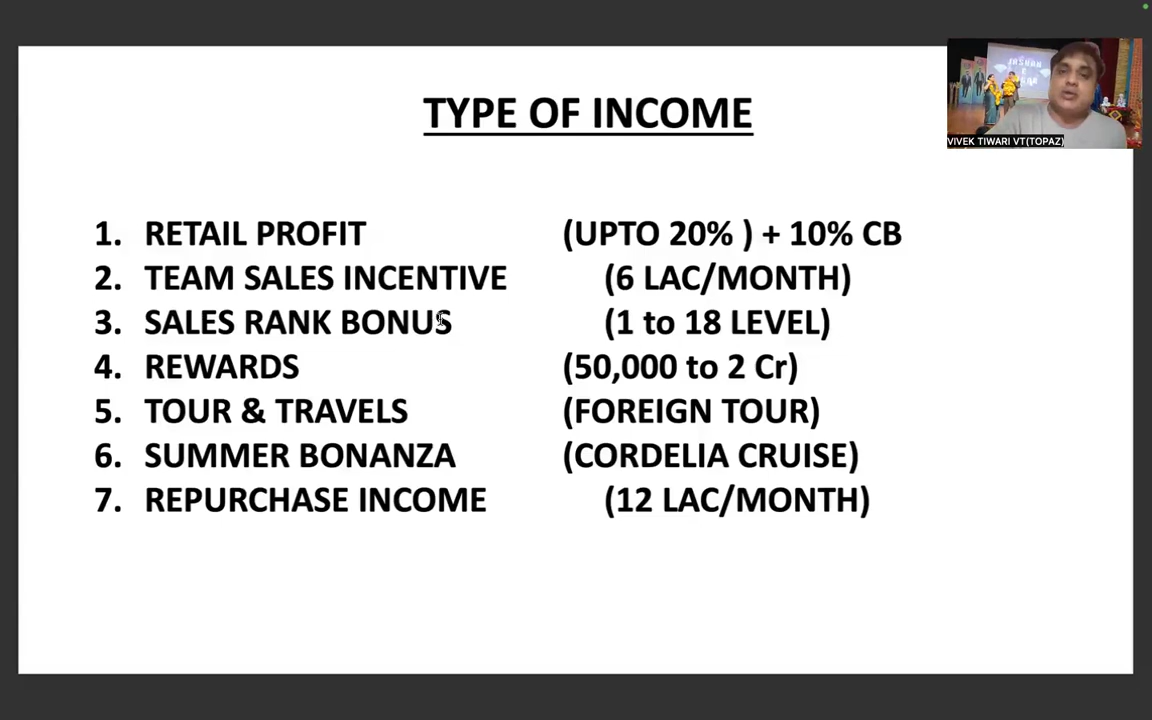 TYPE OF INCOME
VIVEK TIWARI VT(TOPAZ)
1. RETAIL PROFIT (UPTO 20% ) + 10% CB
2. TEAM SALES INCENTIVE (6 LAC/MONTH)
3. SALES RANK BONUS (1 to 18 LEVEL)
4. REWARDS (50,000 to 2 Cr)
5. TOUR & TRAVELS (FOREIGN TOUR)
6. SUMMER BONANZA (CORDELIA CRUISE)
7. REPURCHASE INCOME (12 LAC/MONTH)